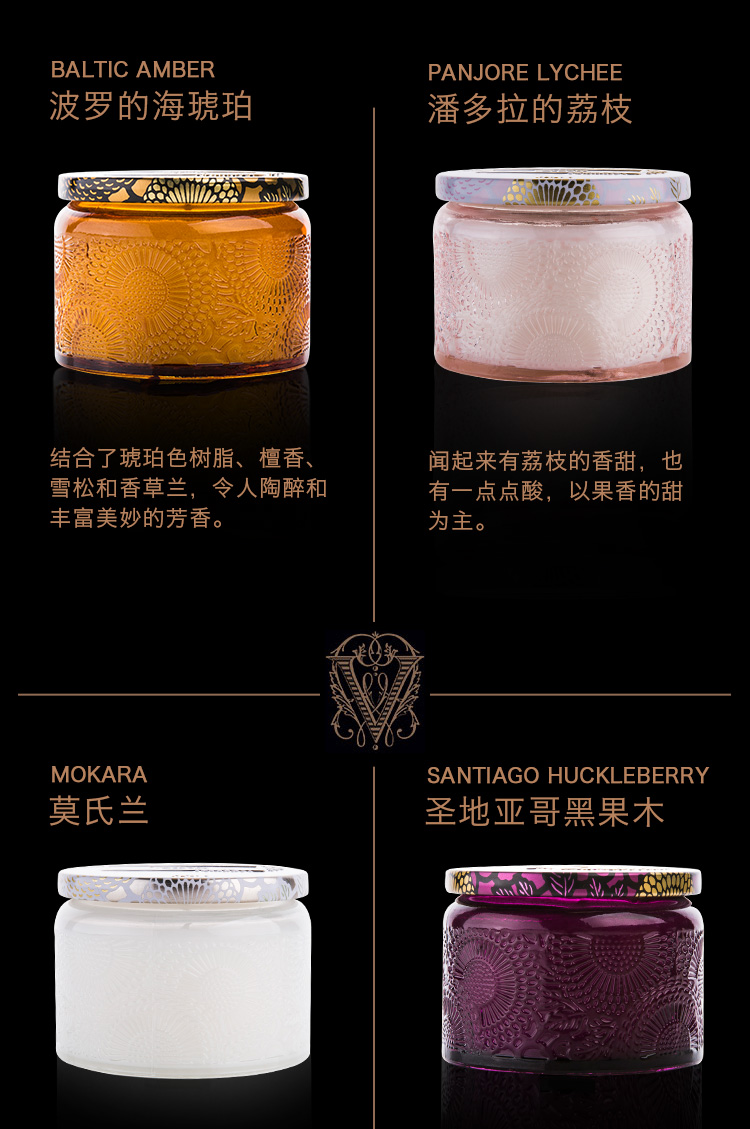 BALTIC AMBER
波罗的海琥珀
结合了琥珀色树脂、檀香、
雪松和香草兰，令人陶醉和
丰富美妙的芳香。
PANJORE LYCHEE
潘多拉的荔枝
闻起来有荔枝的香甜，也
有一点点酸，以果香的甜
为主。
V
MOKARA
莫氏兰
SANTIAGO HUCKLEBERRY
圣地亚哥黑果木